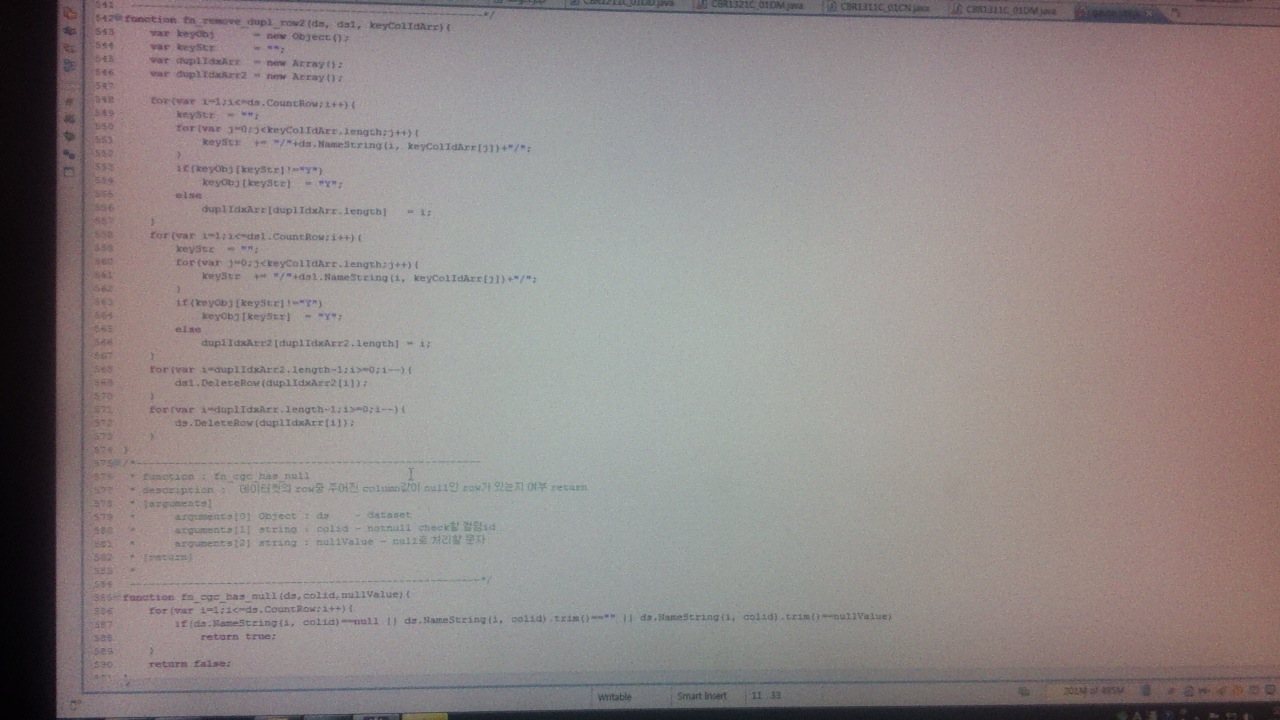 CBR1321C_01DM.java CBR1311C_01CN.java CBR1311C_01DM.java
541 -------------------------------------------------------*/
542 function fn_remove_dupl_row2(ds, ds1, keyColIdArr){
543 var keyObj = new Object();
544 var keyStr = "";
545 var duplIdxArr = new Array();
546 var duplIdxArr2 = new Array();
547
548 for(var i=1;i<=ds.CountRow;i++){
549 keyStr = "";
550 for(var j=0;j<keyColIdArr.length;j++){
551 keyStr += "/"+ds.NameString(i, keyColIdArr[j])+"/";
552 }
553 if(keyObj[keyStr]!="Y")
554 keyObj[keyStr] = "Y";
555 else
556 duplIdxArr[duplIdxArr.length] = i;
557 }
558 for(var i=1;i<=ds1.CountRow;i++){
559 keyStr = "";
560 for(var j=0;j<keyColIdArr.length;j++){
561 keyStr += "/"+ds1.NameString(i, keyColIdArr[j])+"/";
562 }
563 if(keyObj[keyStr]!="Y")
564 keyObj[keyStr] = "Y";
565 else
566 duplIdxArr2[duplIdxArr2.length] = i;
567 }
568 for(var i=duplIdxArr2.length-1;i>=0;i--){
569 ds1.DeleteRow(duplIdxArr2[i]);
570 }
571 for(var i=duplIdxArr.length-1;i>=0;i--){
572 ds.DeleteRow(duplIdxArr[i]);
573 }
574 }
575 /*-------------------------------------------------------
576 * function : fn_cgc_has_null
577 * description : 데이터셋의 row중 주어진 column값이 null인 row가 있는지 여부 return
578 * [arguments]
579 * arguments[0] Object : ds - dataset
580 * arguments[1] string : colid - notnull check할 컬럼id
581 * arguments[2] string : nullValue - null로 처리할 문자
582 * [return]
583 *
584 -------------------------------------------------------*/
585 function fn_cgc_has_null(ds,colid,nullValue){
586 for(var i=1;i<=ds.CountRow;i++){
587 if(ds.NameString(i, colid)==null || ds.NameString(i, colid).trim()=="" || ds.NameString(i, colid).trim()==nullValue)
588 return true;
589 }
590 return false;
591 }
Writable Smart Insert 11 : 33